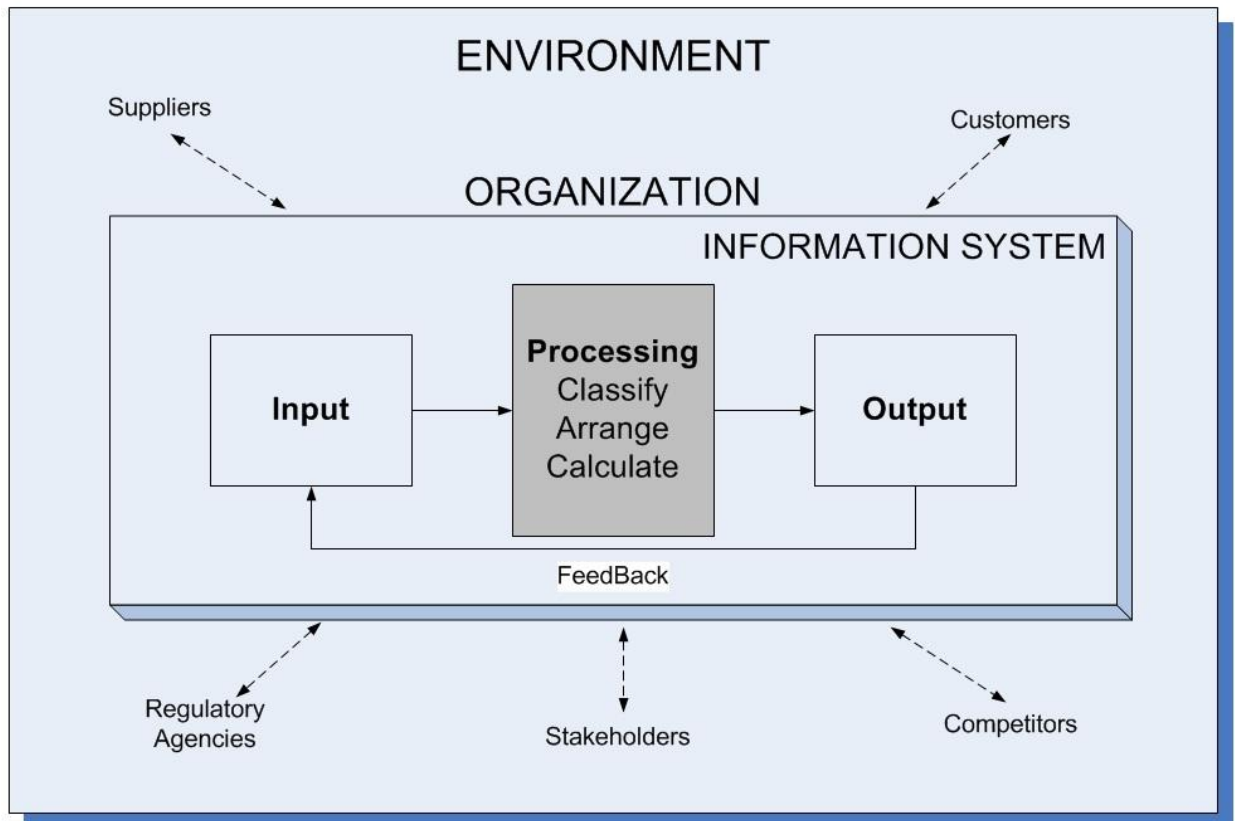 ENVIRONMENT
Suppliers
Customers
ORGANIZATION
INFORMATION SYSTEM
Input
Processing
Classify
Arrange
Calculate
Output
FeedBack
Regulatory
Agencies
Stakeholders
Competitors